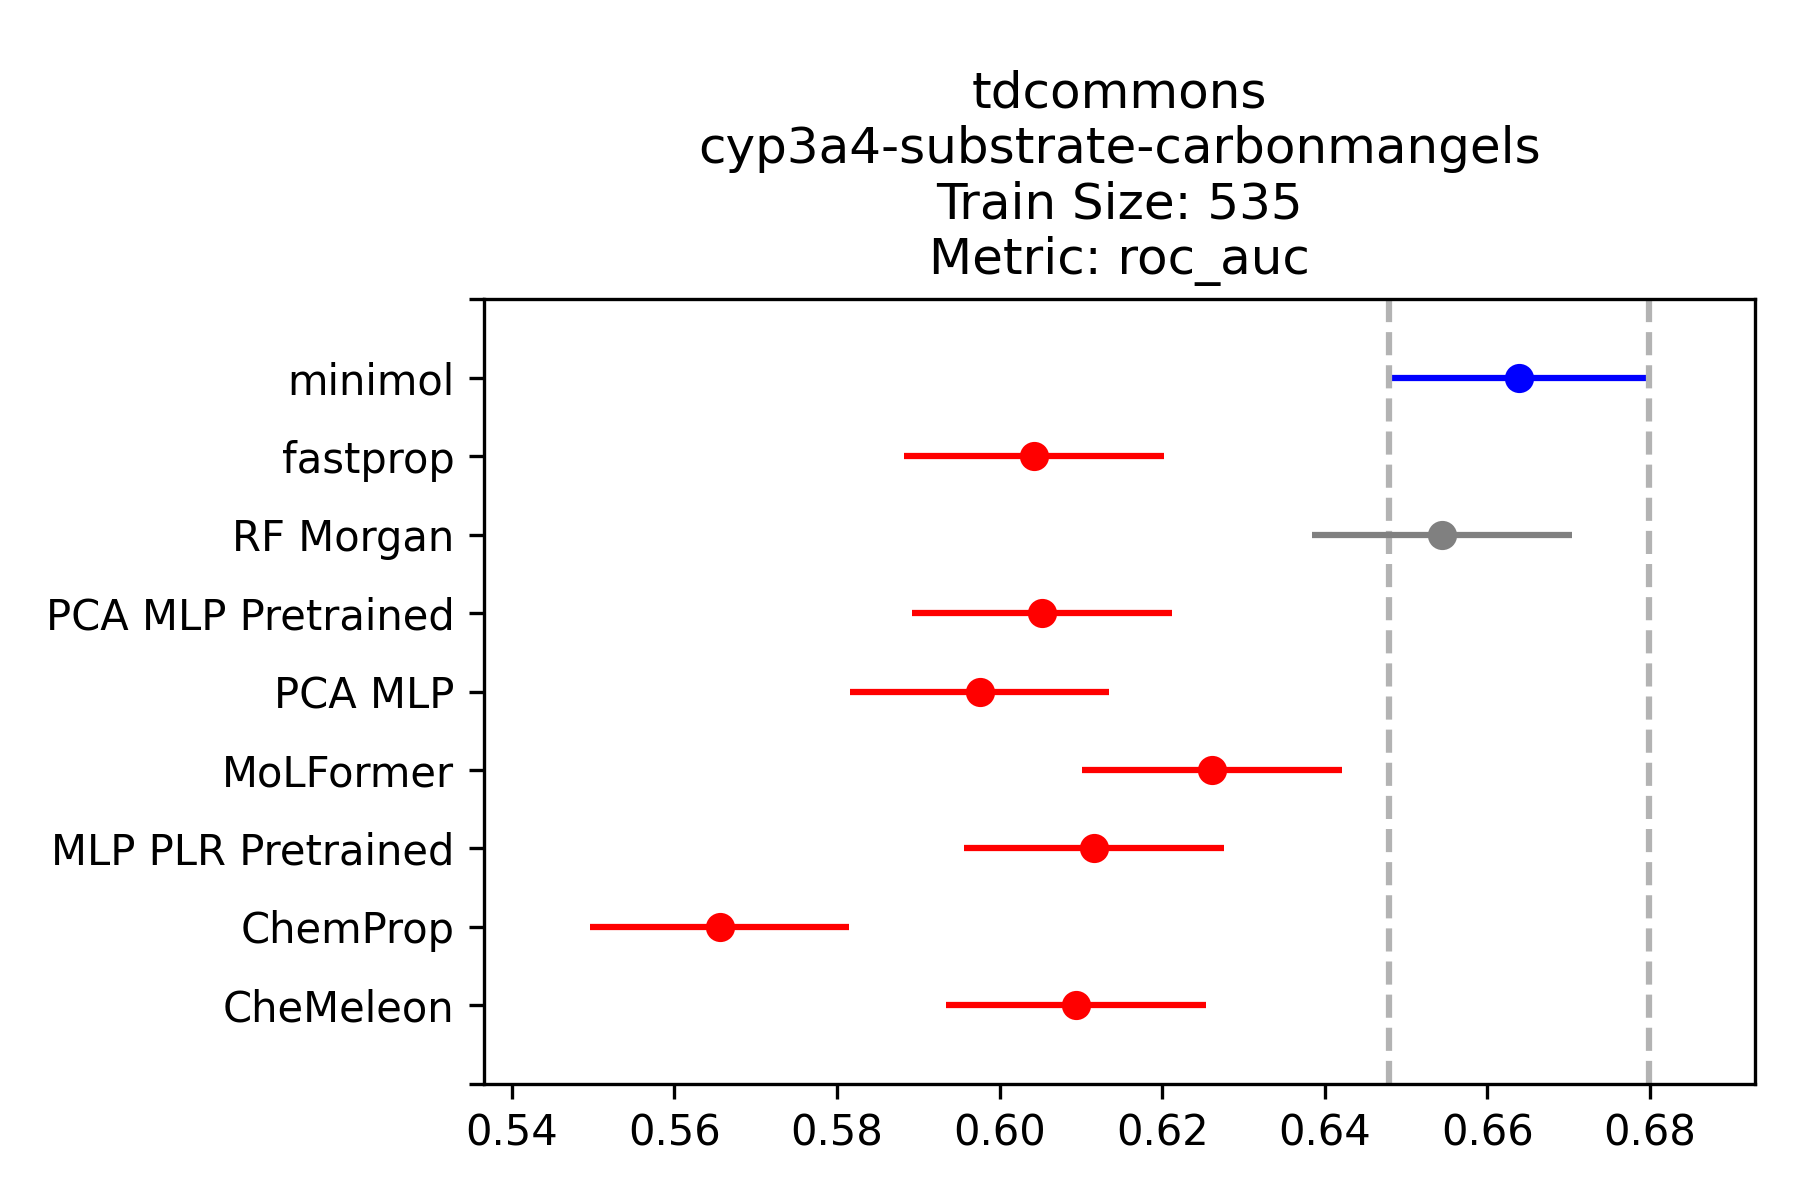 tdcommons
cyp3a4-substrate-carbonmangels
Train Size: 535
Metric: roc_auc
minimol
fastprop
RF Morgan
PCA MLP Pretrained
PCA MLP
MoLFormer
MLP PLR Pretrained
ChemProp
CheMeleon
0.54 0.56 0.58 0.60 0.62 0.64 0.66 0.68